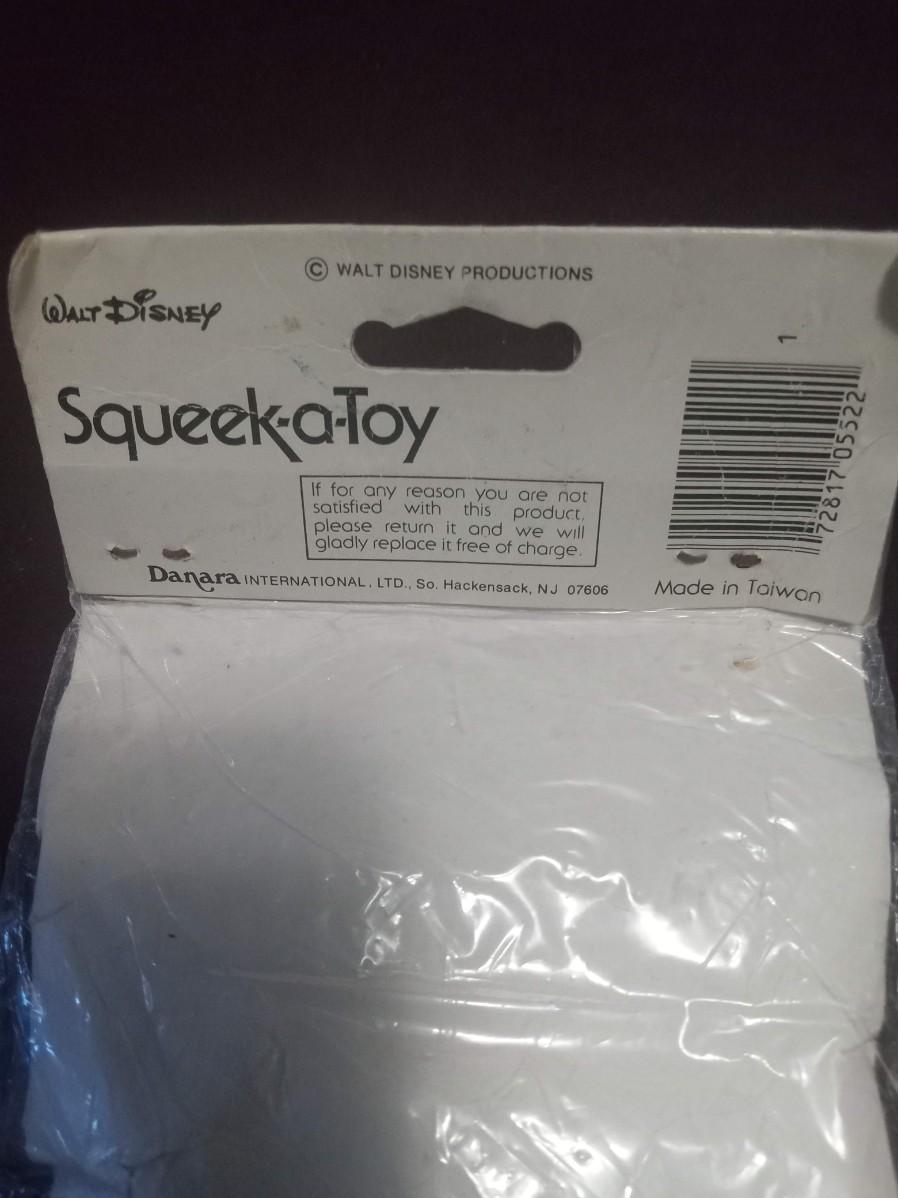 © WALT DISNEY PRODUCTIONS
WALT DISNEY
Squeek-a-Toy
If for any reason you are not
satisfied with this product,
please return it and we will
gladly replace it free of charge.
Danara INTERNATIONAL, LTD., So. Hackensack, NJ 07606
1
72817 05522
Made in Taiwan